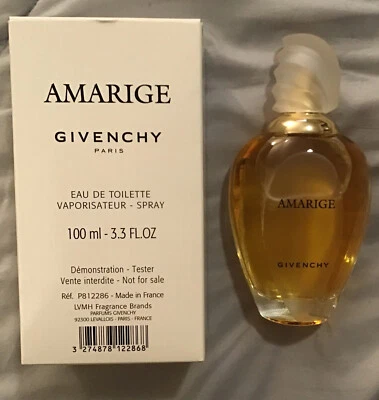 AMARIGE
GIVENCHY
PARIS
EAU DE TOILETTE
VAPORISATEUR - SPRAY
100 ml - 3.3 FL.OZ
Démonstration - Tester
Vente interdite - Not for sale
Réf. P812286 - Made in France
LVMH Fragrance Brands
PARFUMS GIVENCHY
92300 LEVALLOIS - PARIS - FRANCE
3 274878 122868
AMARIGE
GIVENCHY